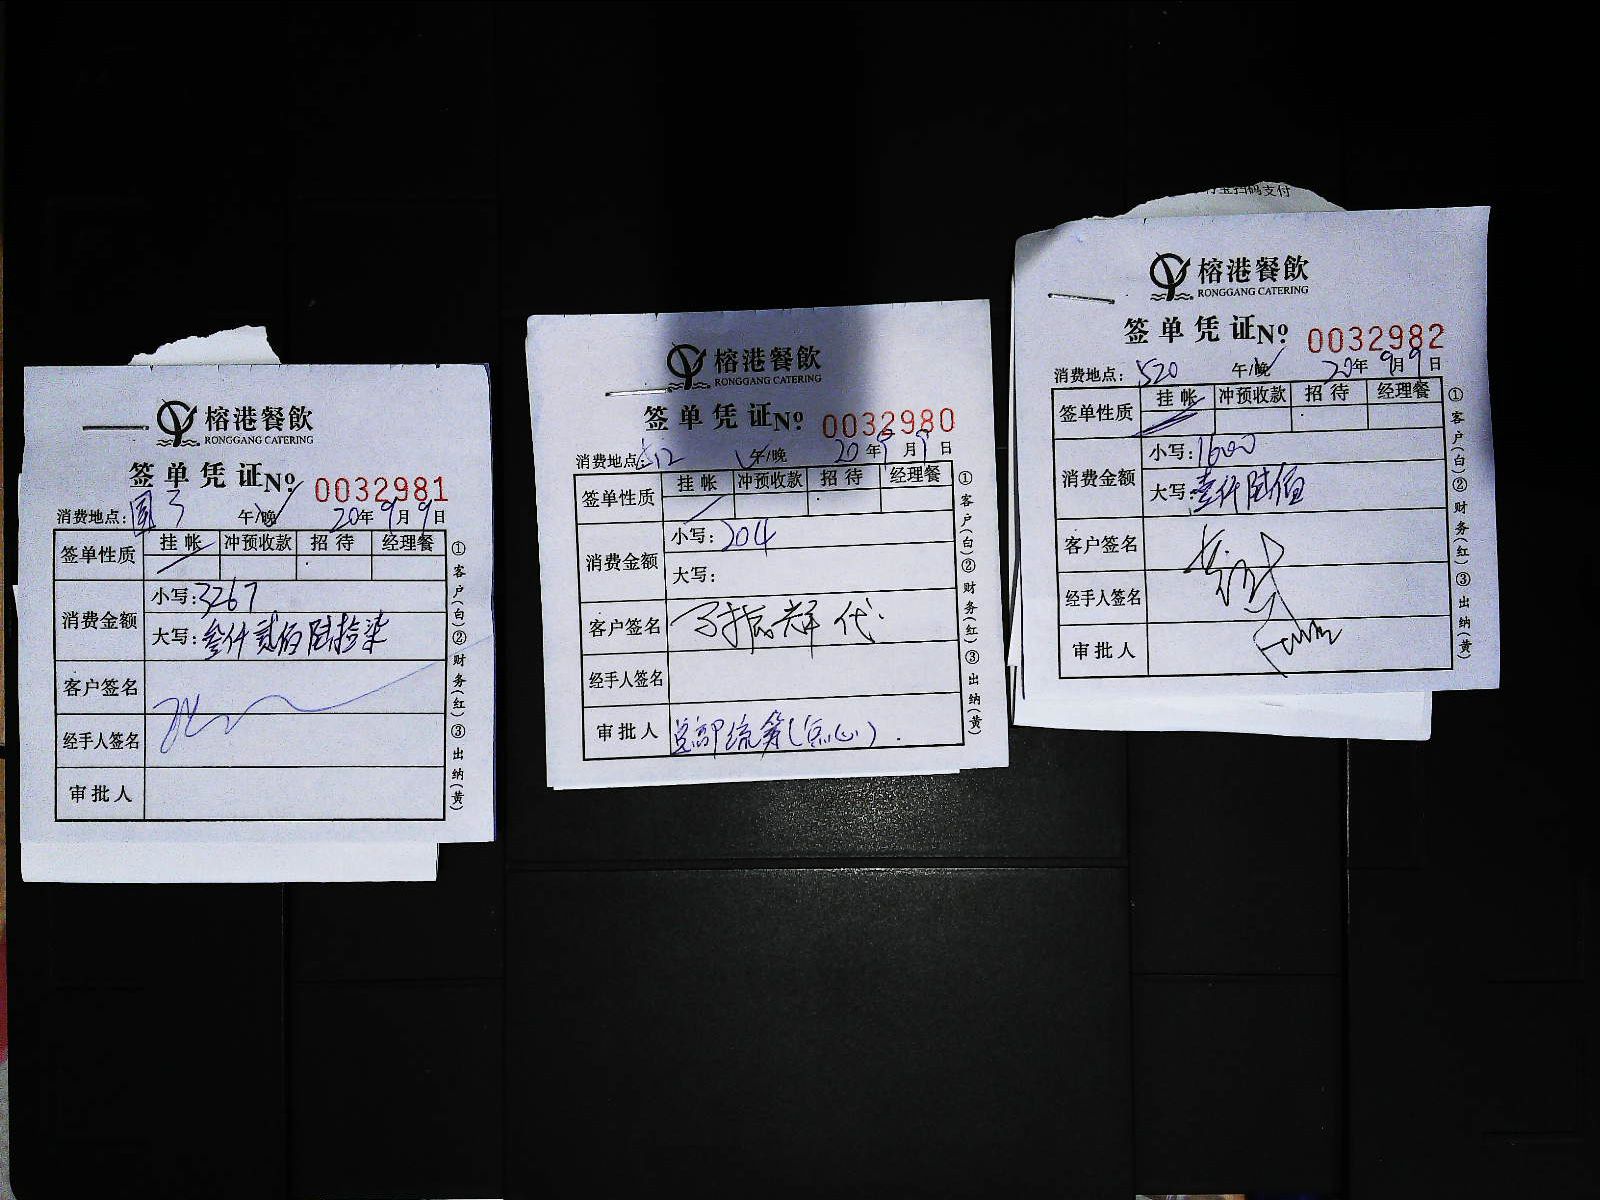 榕港餐飲
RONGGANG CATERING
签单凭证№ 0032981
消费地点: 午/晚 20年9月9日
签单性质 挂帐 冲预收款 招待 经理餐
消费金额 小写:3267
大写:叁仟贰佰陆拾柒
客户签名
经手人签名
审批人
①客户(白)②财务(红)③出纳(黄)
榕港餐飲
RONGGANG CATERING
签单凭证№ 0032980
消费地点:512 午/晚 20年9月9日
签单性质 挂帐 冲预收款 招待 经理餐
消费金额 小写:204
大写:
客户签名 代
经手人签名
审批人 总部统筹(点心).
①客户(白)②财务(红)③出纳(黄)
扫码支付
榕港餐飲
RONGGANG CATERING
签单凭证№ 0032982
消费地点:520 午/晚 20年9月9日
签单性质 挂帐 冲预收款 招待 经理餐
消费金额 小写:1600
大写:壹仟陆佰
客户签名
经手人签名
审批人
①客户(白)②财务(红)③出纳(黄)